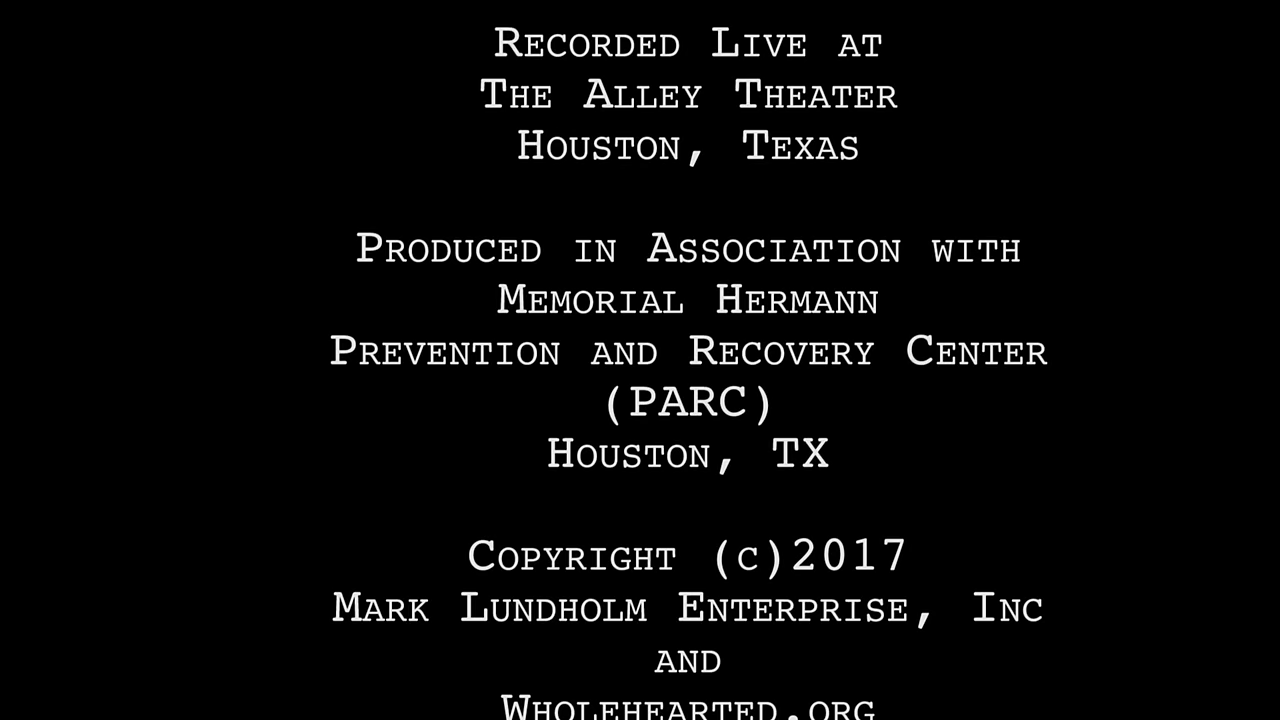 Recorded Live at
The Alley Theater
Houston, Texas
Produced in Association with
Memorial Hermann
Prevention and Recovery Center
(PARC)
Houston, TX
Copyright (c)2017
Mark Lundholm Enterprise, Inc
and
Wholehearted.org